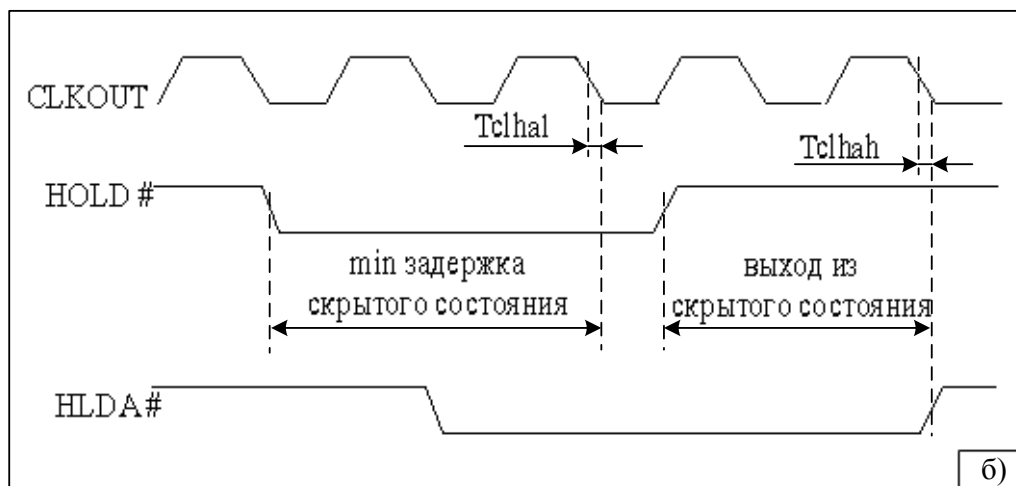 CLKOUT
Tclhal
Tclhah
HOLD #
min задержка
скрытого состояния
выход из
скрытого состояния
HLDA#
б)